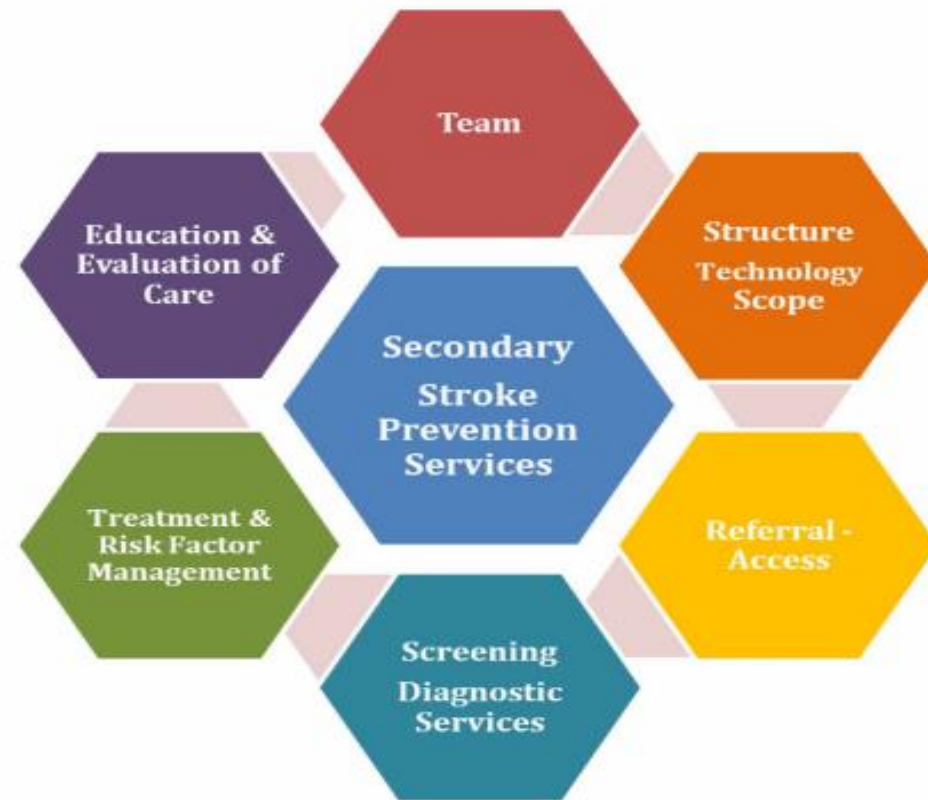 Team
Education &
Evaluation of
Care
Structure
Technology
Scope
Secondary
Stroke
Prevention
Services
Treatment &
Risk Factor
Management
Referral -
Access
Screening
Diagnostic
Services